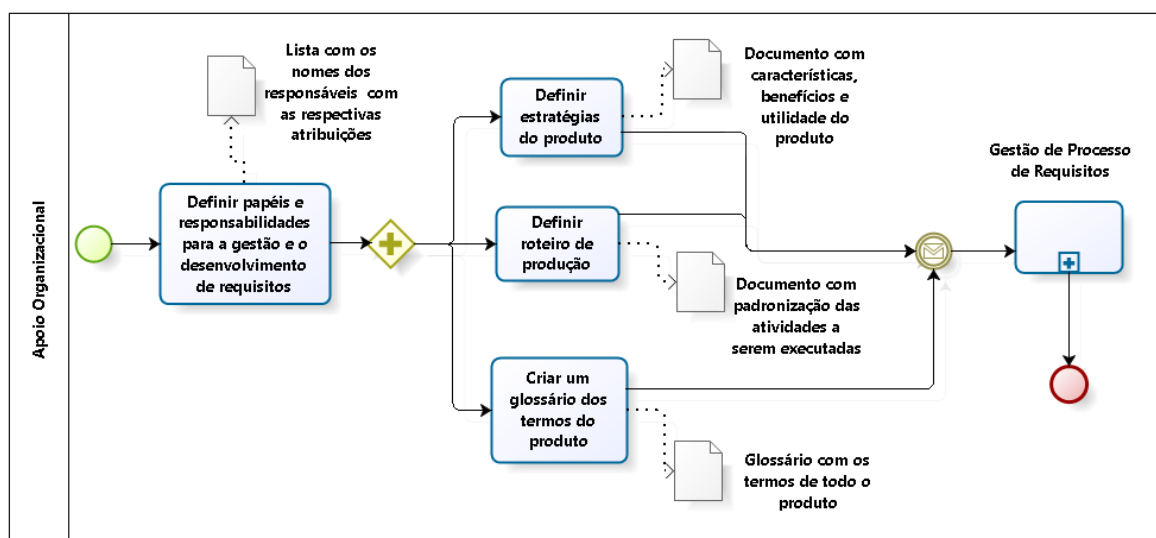 Apoio Organizacional
Lista com os
nomes dos
responsáveis com
as respectivas
atribuições
Definir papéis e
responsabilidades
para a gestão e o
desenvolvimento
de requisitos
Definir
estratégias
do produto
Documento com
características,
benefícios e
utilidade do
produto
Definir
roteiro de
produção
Documento com
padronização das
atividades a
serem executadas
Criar um
glossário dos
termos do
produto
Glossário com os
termos de todo o
produto
Gestão de Processo
de Requisitos